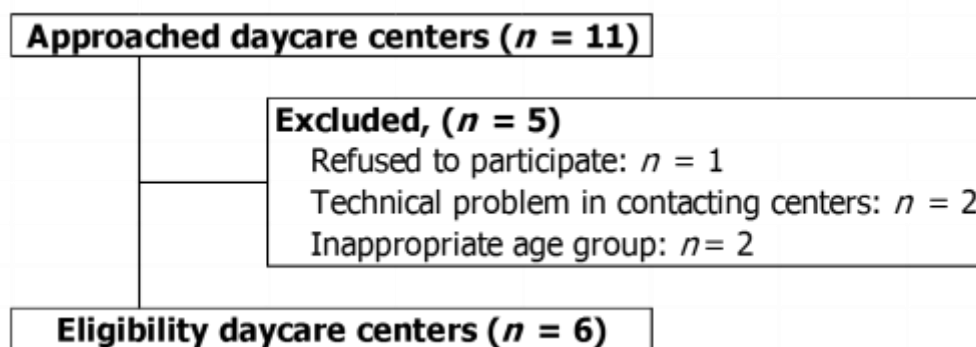 Approached daycare centers (n = 11)
Excluded, (n = 5)
Refused to participate: n = 1
Technical problem in contacting centers: n = 2
Inappropriate age group: n= 2
Eligibility daycare centers (n = 6)